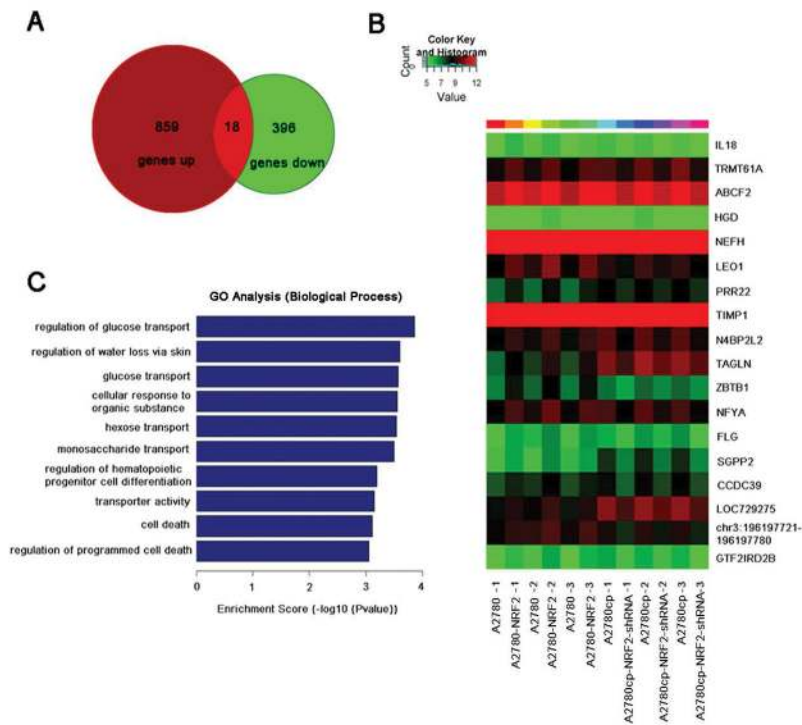 A
859
18
396
genes up
genes down
B
Color Key
and Histogram
Count
0
5 7 9 12
Value
IL18
TRMT61A
ABCF2
HGD
NEFH
LEO1
PRR22
TIMP1
N4BP2L2
TAGLN
ZBTB1
NFYA
FLG
SGPP2
CCDC39
LOC729275
chr3:196197721-
196197780
GTF2IRD2B
A2780 -1
A2780-NRF2 -1
A2780 -2
A2780-NRF2 -2
A2780 -3
A2780-NRF2 -3
A2780cp -1
A2780cp-NRF2-shRNA-1
A2780cp-2
A2780cp-NRF2-shRNA-2
A2780cp-3
A2780cp-NRF2-shRNA-3
C
GO Analysis (Biological Process)
regulation of glucose transport
regulation of water loss via skin
glucose transport
cellular response to
organic substance
hexose transport
monosaccharide transport
regulation of hematopoietic
progenitor cell differentiation
transporter activity
cell death
regulation of programmed cell death
0 1 2 3 4
Enrichment Score {-log10 {Pvalue}}